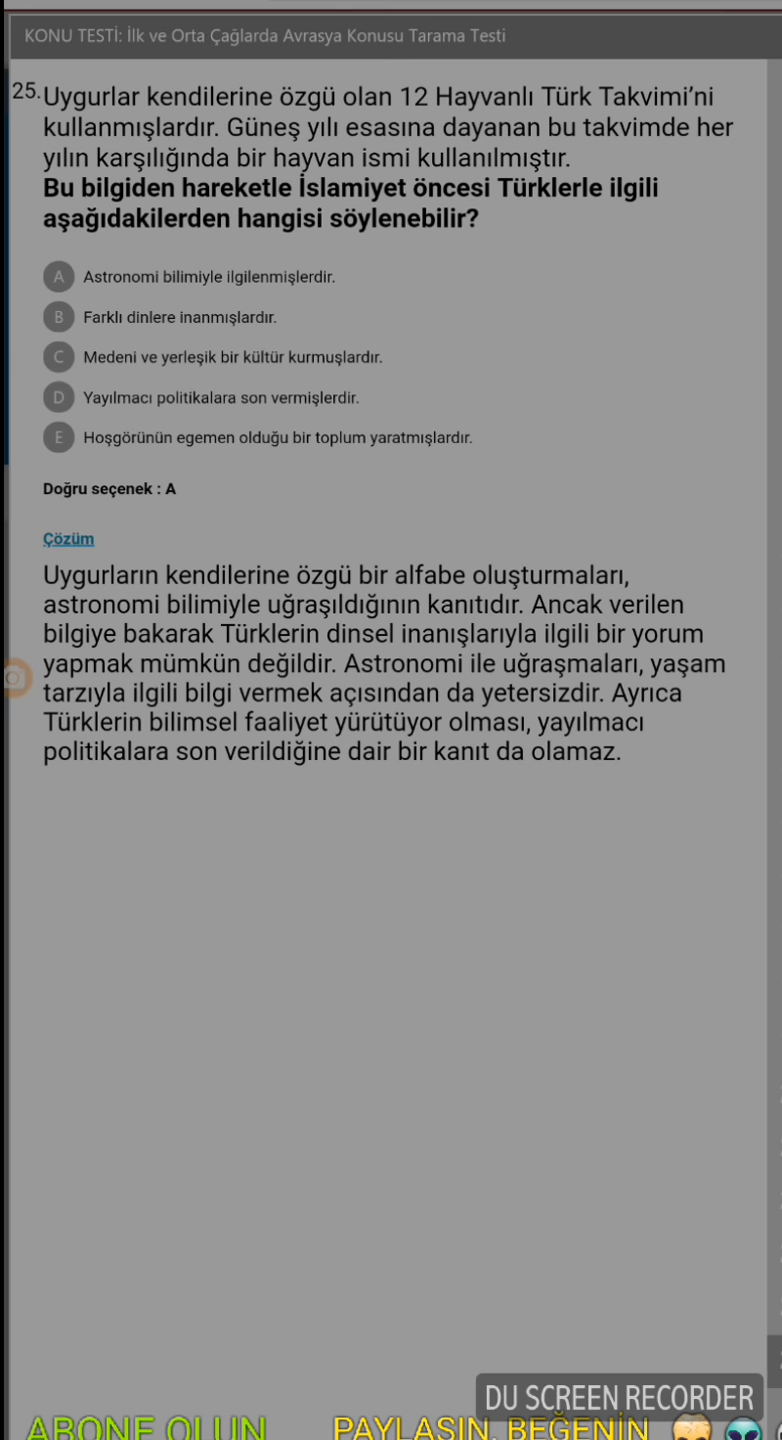 KONU TESTİ: İlk ve Orta Çağlarda Avrasya Konusu Tarama Testi
25. Uygurlar kendilerine özgü olan 12 Hayvanlı Türk Takvimi’ni
kullanmışlardır. Güneş yılı esasına dayanan bu takvimde her
yılın karşılığında bir hayvan ismi kullanılmıştır.
Bu bilgiden hareketle İslamiyet öncesi Türklerle ilgili
aşağıdakilerden hangisi söylenebilir?
A Astronomi bilimiyle ilgilenmişlerdir.
B Farklı dinlere inanmışlardır.
C Medeni ve yerleşik bir kültür kurmuşlardır.
D Yayılmacı politikalara son vermişlerdir.
E Hoşgörünün egemen olduğu bir toplum yaratmışlardır.
Doğru seçenek : A
Çözüm
Uygurların kendilerine özgü bir alfabe oluşturmaları,
astronomi bilimiyle uğraşıldığının kanıtıdır. Ancak verilen
bilgiye bakarak Türklerin dinsel inanışlarıyla ilgili bir yorum
yapmak mümkün değildir. Astronomi ile uğraşmaları, yaşam
tarzıyla ilgili bilgi vermek açısından da yetersizdir. Ayrıca
Türklerin bilimsel faaliyet yürütüyor olması, yayılmacı
politikalara son verildiğine dair bir kanıt da olamaz.
DU SCREEN RECORDER
ABONE OLUN PAYLAŞIN, BEĞENİN